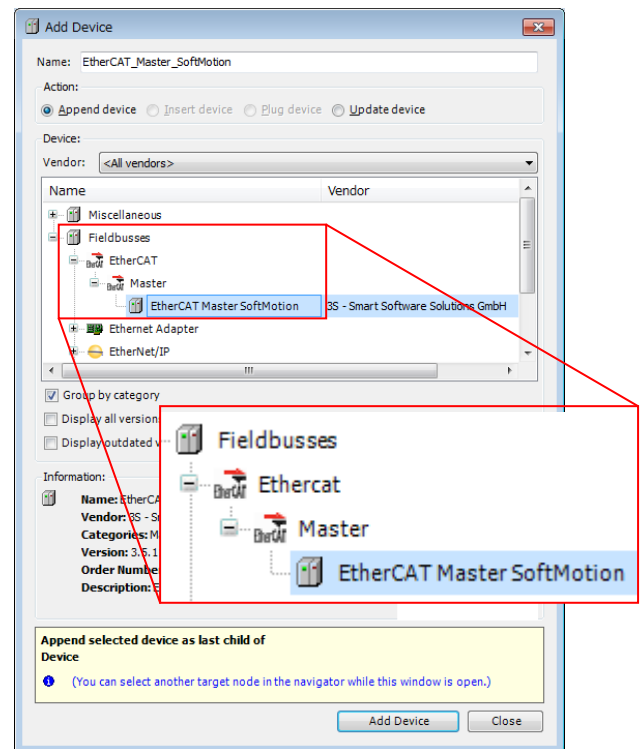 Add Device
Name: EtherCAT_Master_SoftMotion
Action:
Append device Insert device Plug device Update device
Device:
Vendor: <All vendors>
Name Vendor
Miscellaneous
Fieldbusses
EtherCAT
Master
EtherCAT Master SoftMotion 3S - Smart Software Solutions GmbH
Ethernet Adapter
EtherNet/IP
Group by category
Display all version
Display outdated v
Fieldbusses
Ethercat
Master
EtherCAT Master SoftMotion
Information:
Name: EtherCA
Vendor: 3S - S
Categories: M
Version: 3.5.1
Order Number
Description: E
Append selected device as last child of
Device
(You can select another target node in the navigator while this window is open.)
Add Device Close